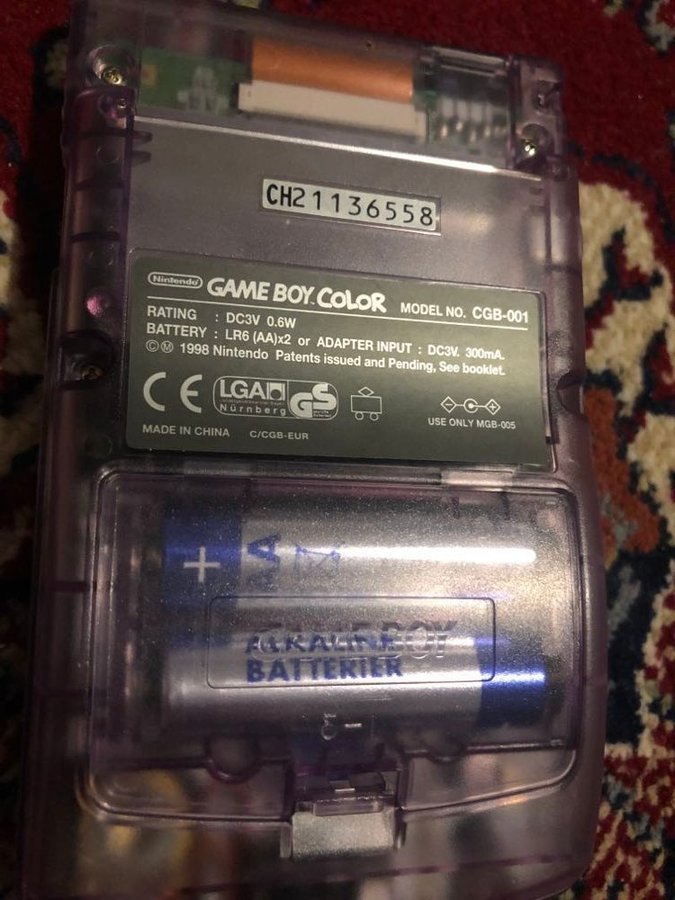 CH21136558
Nintendo GAME BOY COLOR MODEL NO. CGB-001
RATING : DC3V 0.6W
BATTERY : LR6 (AA)x2 or ADAPTER INPUT : DC3V. 300mA.
©Ⓜ 1998 Nintendo Patents issued and Pending, See booklet.
CE LGA Nürnberg GS
USE ONLY MGB-005
MADE IN CHINA C/CGB-EUR
+ AA
GAME BOY
ALKALINE
BATTERIER